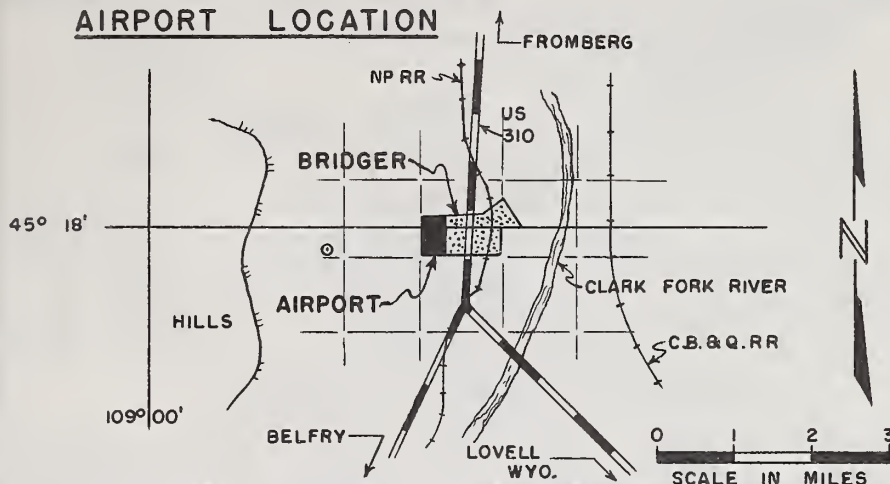 AIRPORT LOCATION
FROMBERG
NP RR
US
310
BRIDGER
45° 18'
CLARK FORK RIVER
AIRPORT
HILLS
C.B.&Q.RR
109° 00'
BELFRY
LOVELL
WYO.
N
0 1 2 3
SCALE IN MILES